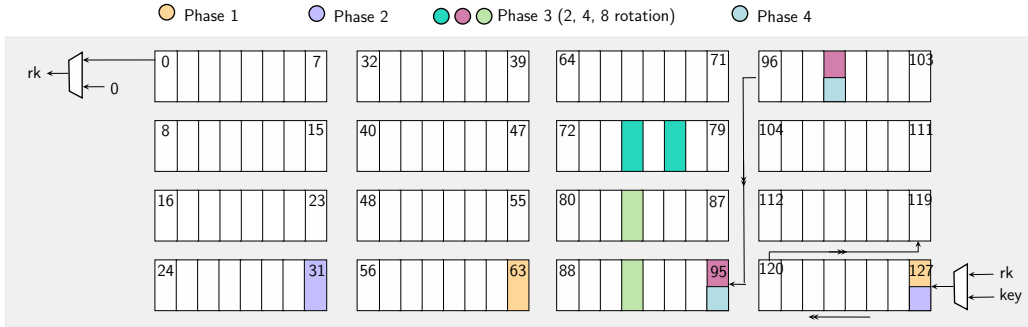 Phase 1 Phase 2 Phase 3 (2, 4, 8 rotation) Phase 4
0 7 32 39 64 71 96 103
rk
0
8 15 40 47 72 79 104 111
16 23 48 55 80 87 112 119
24 31 56 63 88 95 120 127
rk
key